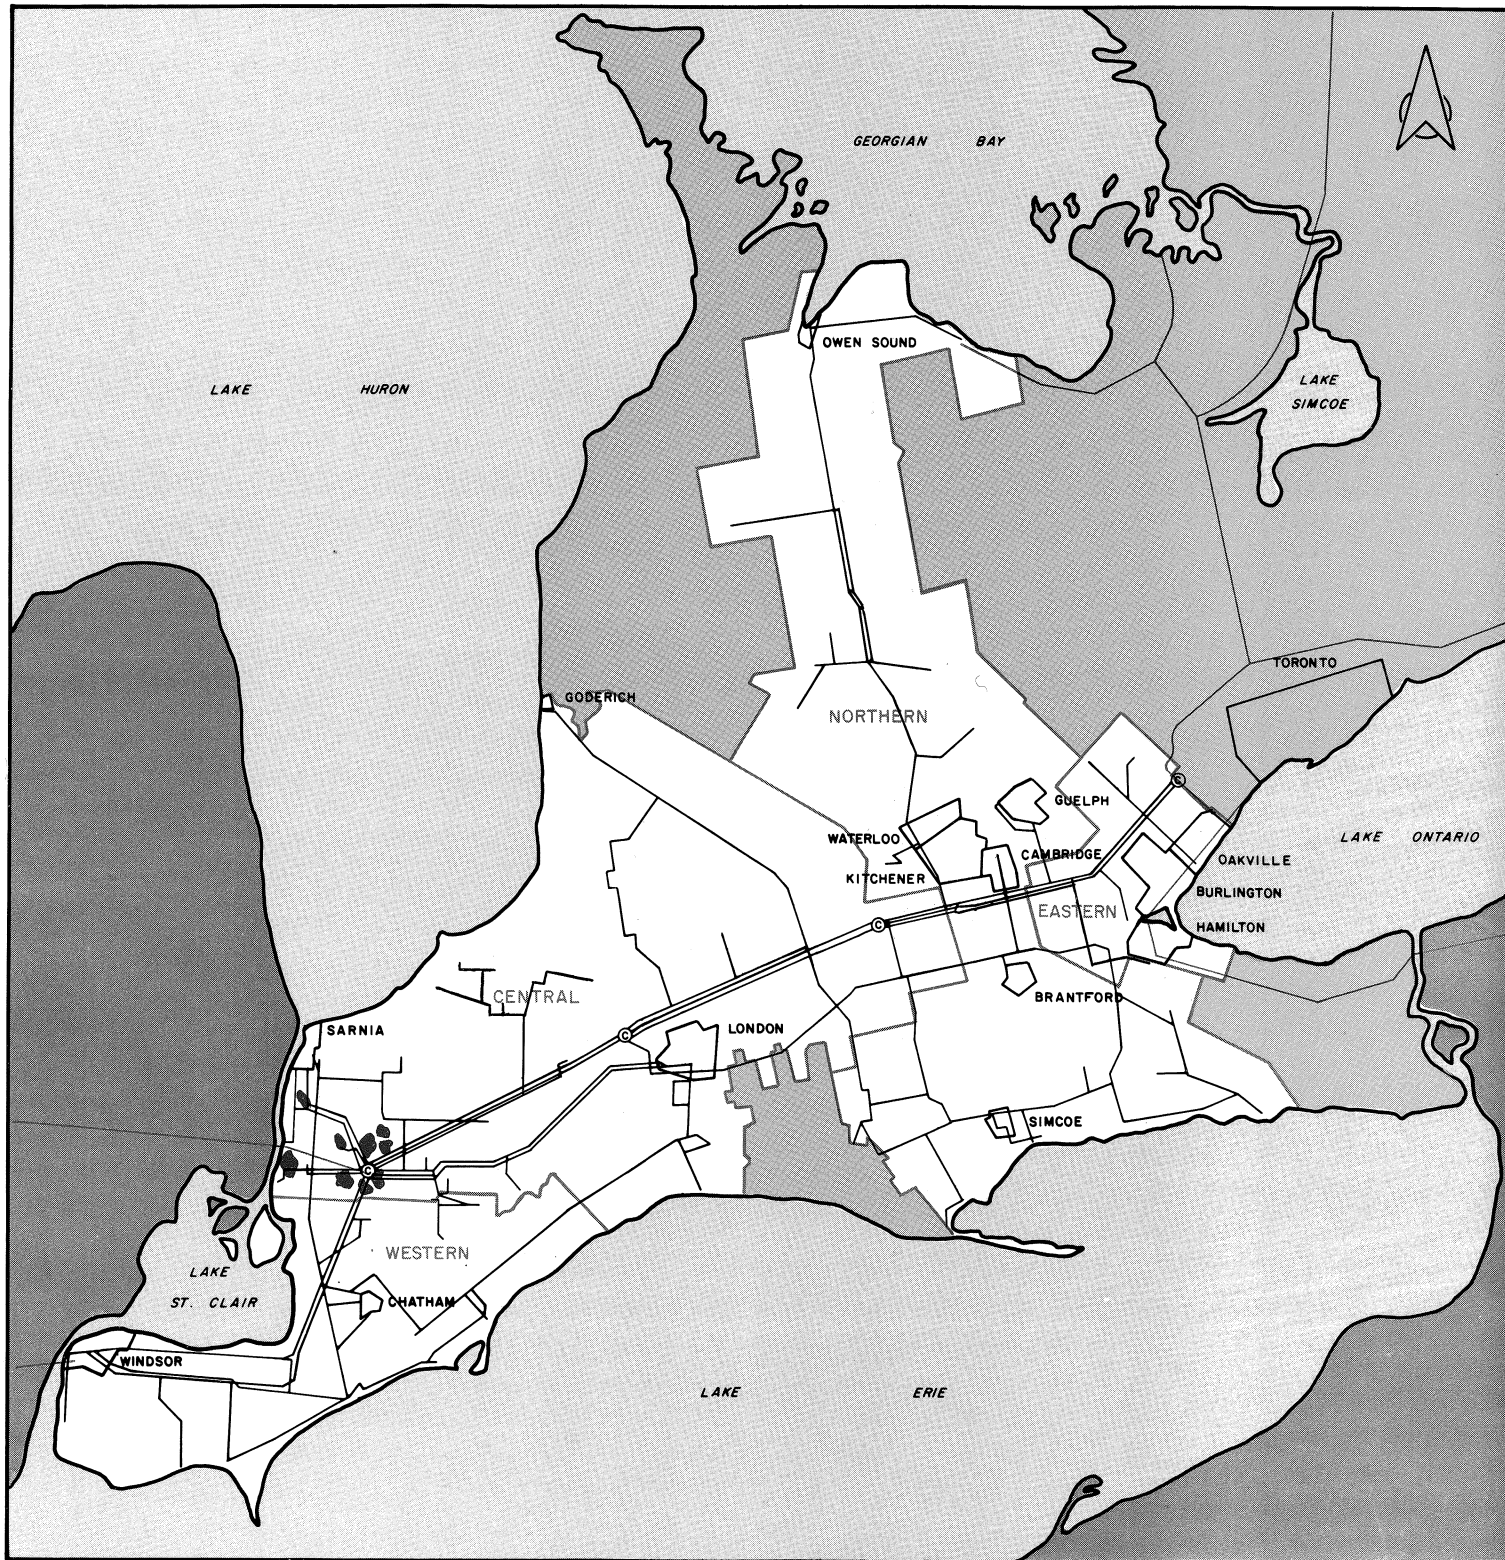 GEORGIAN BAY
OWEN SOUND
LAKE HURON
LAKE
SIMCOE
TORONTO
GODERICH
NORTHERN
C
GUELPH
WATERLOO
LAKE ONTARIO
CAMBRIDGE
OAKVILLE
KITCHENER
BURLINGTON
EASTERN
C
HAMILTON
CENTRAL
BRANTFORD
SARNIA
LONDON
C
SIMCOE
C
WESTERN
LAKE
ST. CLAIR
CHATHAM
WINDSOR
LAKE ERIE